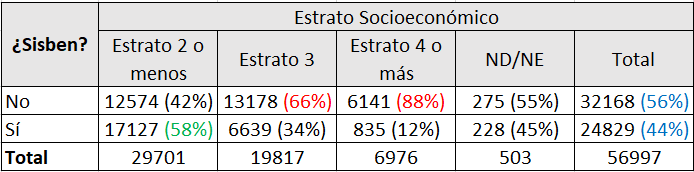 ¿Sisben? Estrato Socioeconómico
Estrato 2 o menos Estrato 3 Estrato 4 o más ND/NE Total
No 12574 (42%) 13178 (66%) 6141 (88%) 275 (55%) 32168 (56%)
Sí 17127 (58%) 6639 (34%) 835 (12%) 228 (45%) 24829 (44%)
Total 29701 19817 6976 503 56997